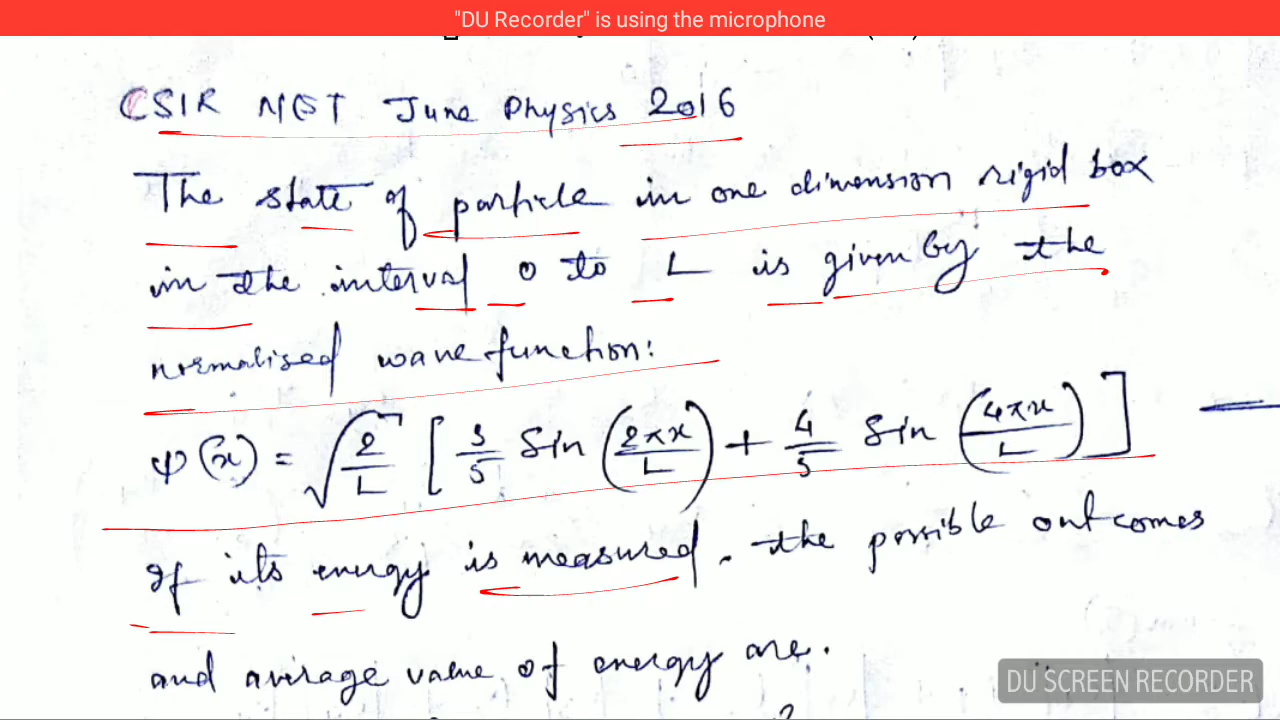 "DU Recorder" is using the microphone
CSIR NET June Physics 2016
The state of particle in one dimension rigid box
in the interval 0 to L is given by the
normalised wave function:
ψ(x) = √(2/L) [3/5 Sin (2πx/L) + 4/5 Sin (4πx/L)] —
If its energy is measured. the possible outcomes
and average value of energy are.
DU SCREEN RECORDER